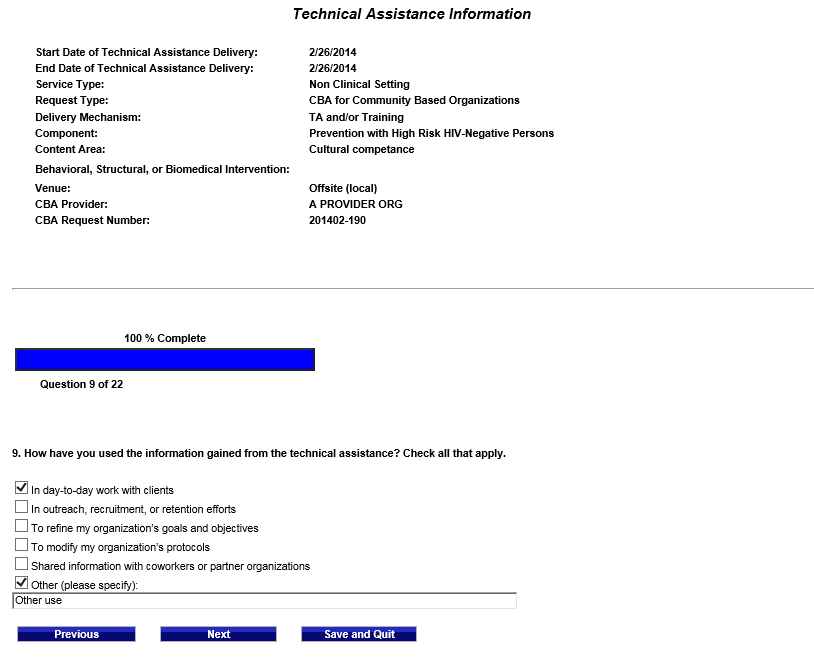 Technical Assistance Information
Start Date of Technical Assistance Delivery: 2/26/2014
End Date of Technical Assistance Delivery: 2/26/2014
Service Type: Non Clinical Setting
Request Type: CBA for Community Based Organizations
Delivery Mechanism: TA and/or Training
Component: Prevention with High Risk HIV-Negative Persons
Content Area: Cultural competance
Behavioral, Structural, or Biomedical Intervention:
Venue: Offsite (local)
CBA Provider: A PROVIDER ORG
CBA Request Number: 201402-190
100 % Complete
Question 9 of 22
9. How have you used the information gained from the technical assistance? Check all that apply.
In day-to-day work with clients
In outreach, recruitment, or retention efforts
To refine my organization's goals and objectives
To modify my organization's protocols
Shared information with coworkers or partner organizations
Other (please specify):
Other use
Previous Next Save and Quit